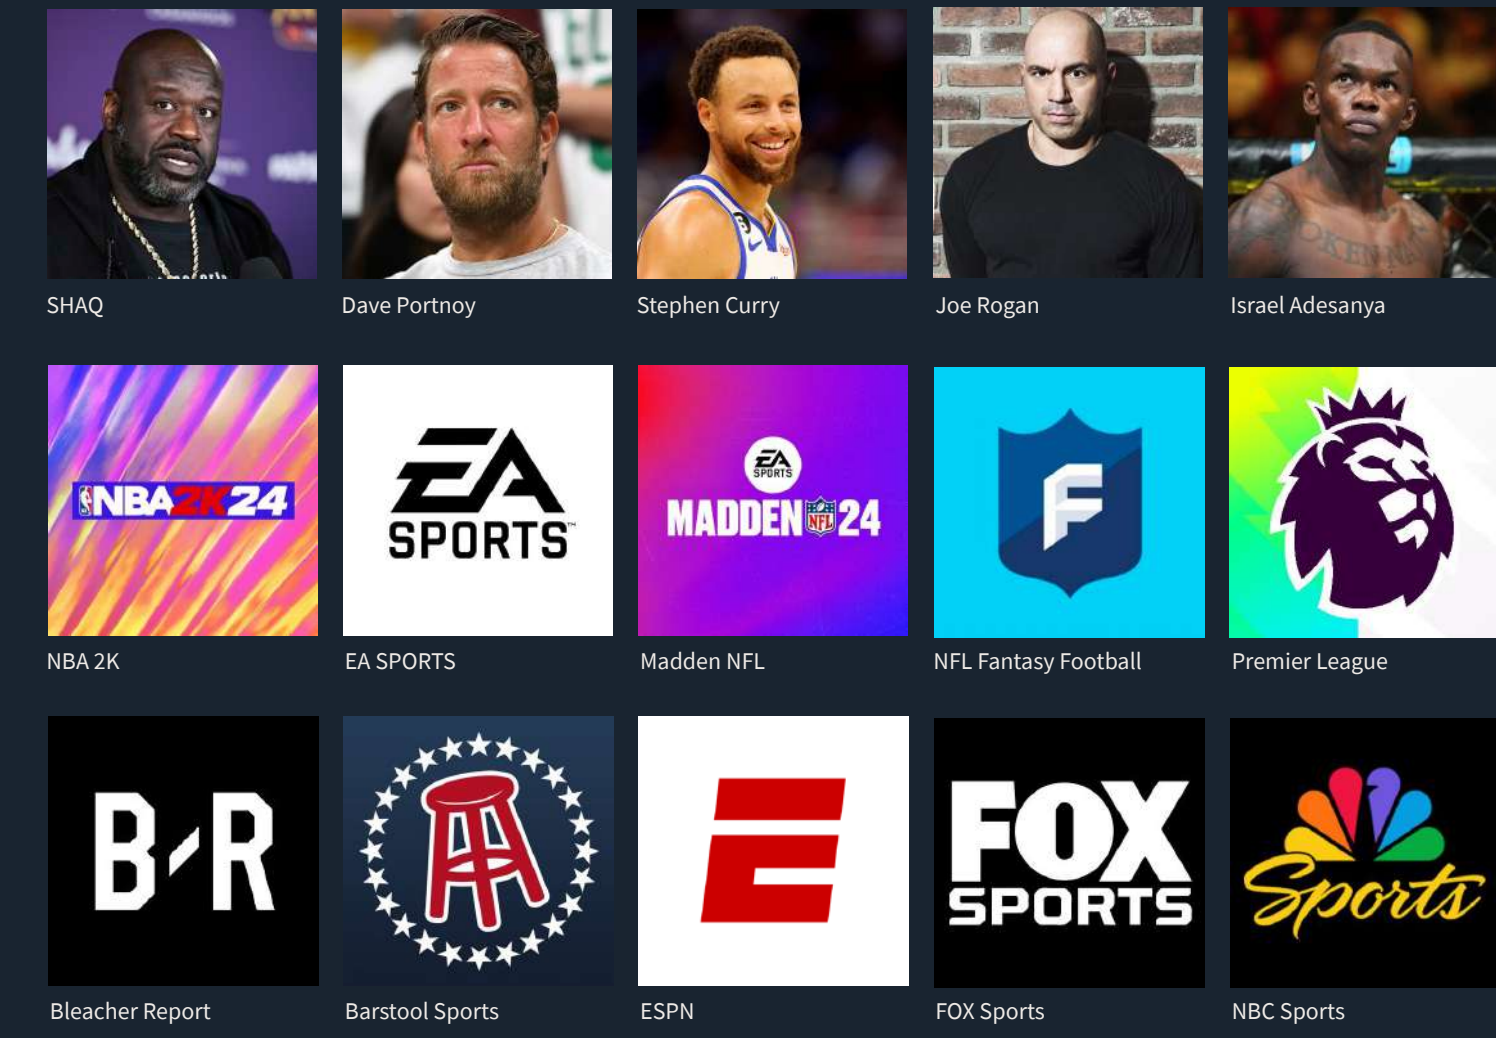 SHAQ
Dave Portnoy
Stephen Curry
Joe Rogan
Israel Adesanya
NBA2K24
EA
SPORTS™
EA
SPORTS
MADDEN NFL 24
F
NBA 2K
EA SPORTS
Madden NFL
NFL Fantasy Football
Premier League
B/R
E
FOX
SPORTS
Sports
Bleacher Report
Barstool Sports
ESPN
FOX Sports
NBC Sports